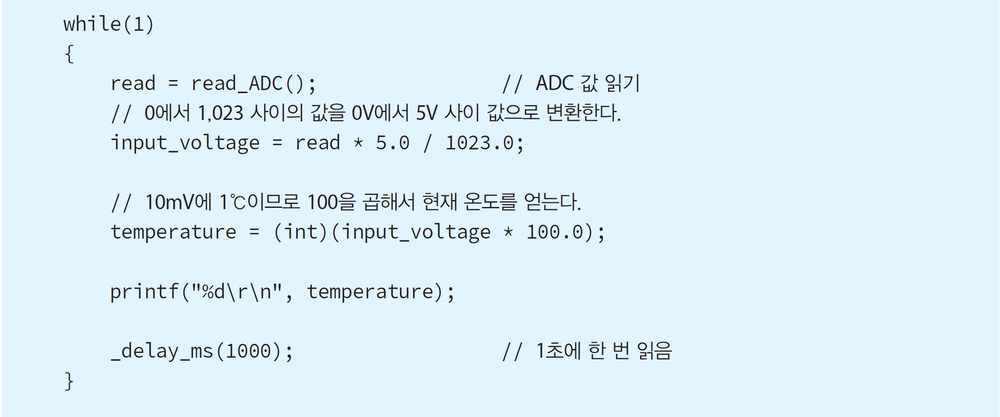 while(1)
{
read = read_ADC(); // ADC 값 읽기
// 0에서 1,023 사이의 값을 0V에서 5V 사이 값으로 변환한다.
input_voltage = read * 5.0 / 1023.0;
// 10mV에 1℃이므로 100을 곱해서 현재 온도를 얻는다.
temperature = (int)(input_voltage * 100.0);
printf("%d\r\n", temperature);
_delay_ms(1000); // 1초에 한 번 읽음
}